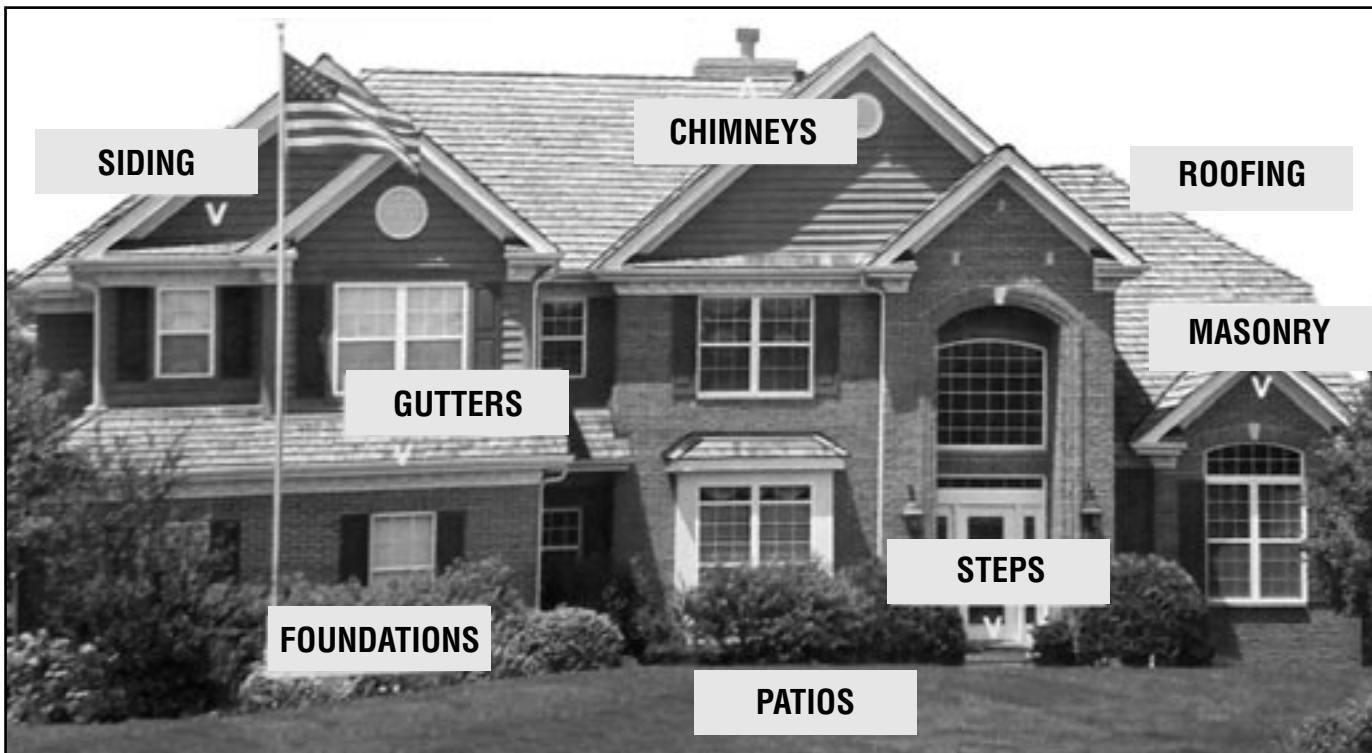 CHIMNEYS
SIDING
ROOFING
MASONRY
GUTTERS
STEPS
FOUNDATIONS
PATIOS